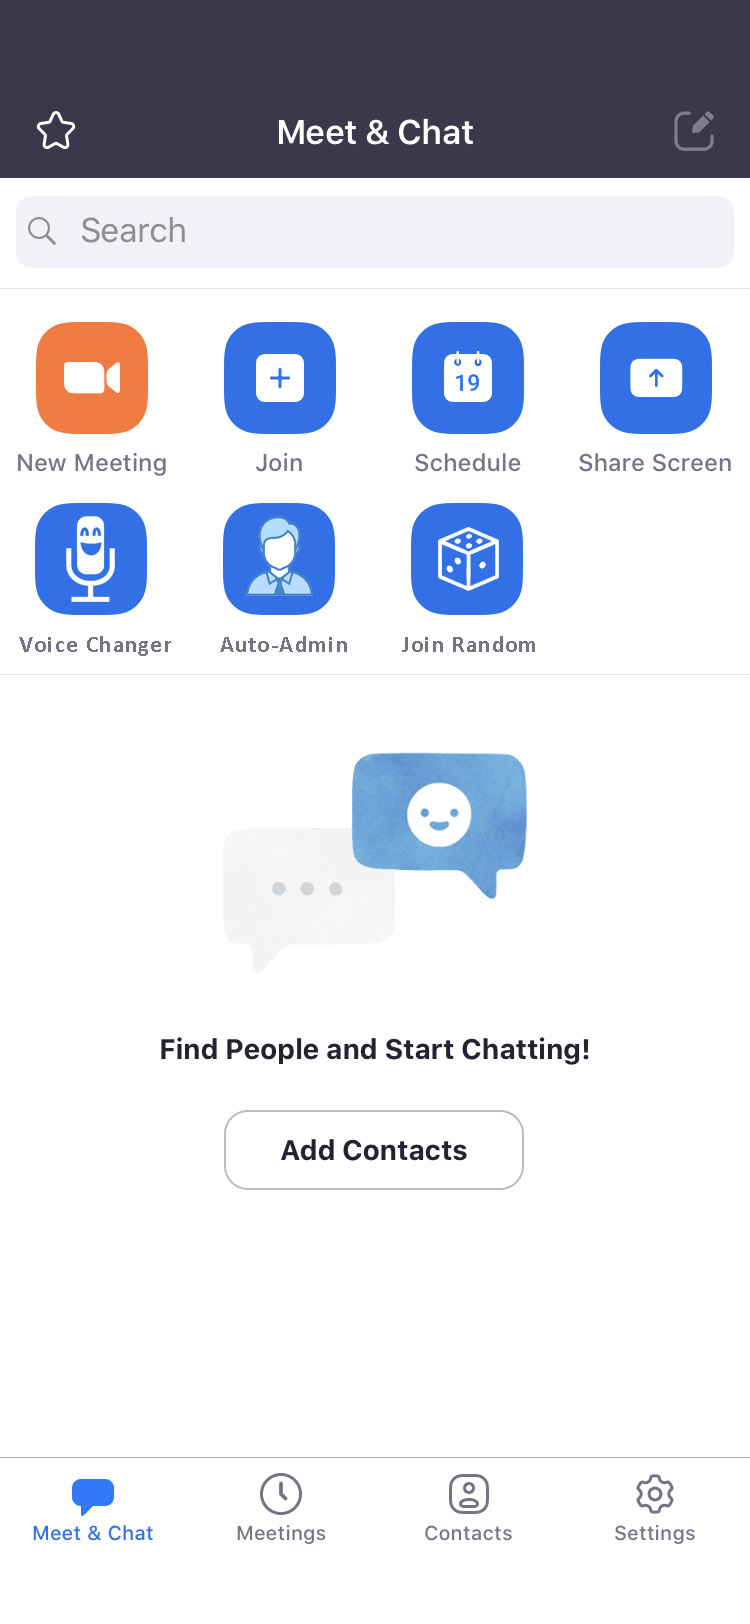 Meet & Chat
Search
19
New Meeting
Join
Schedule
Share Screen
Voice Changer
Auto-Admin
Join Random
Find People and Start Chatting!
Add Contacts
Meet & Chat
Meetings
Contacts
Settings